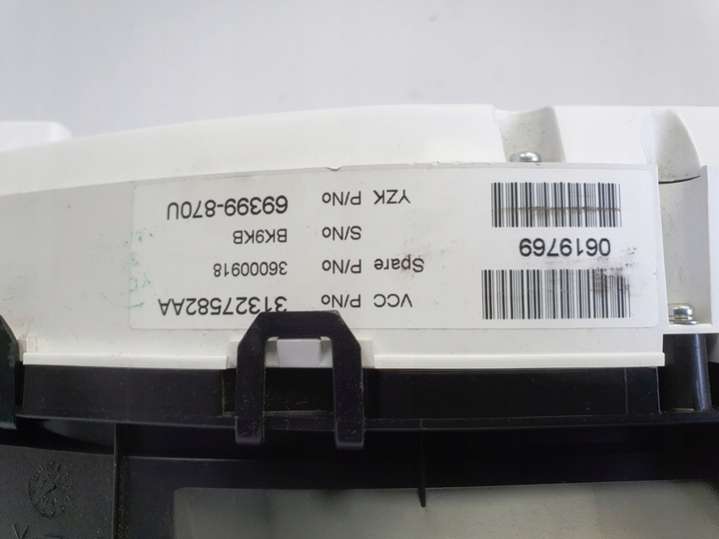 VCC P/No 31327582AA
Spare P/No 36000918
S/No BK9KB
YZK P/No 69399-870U
0619769